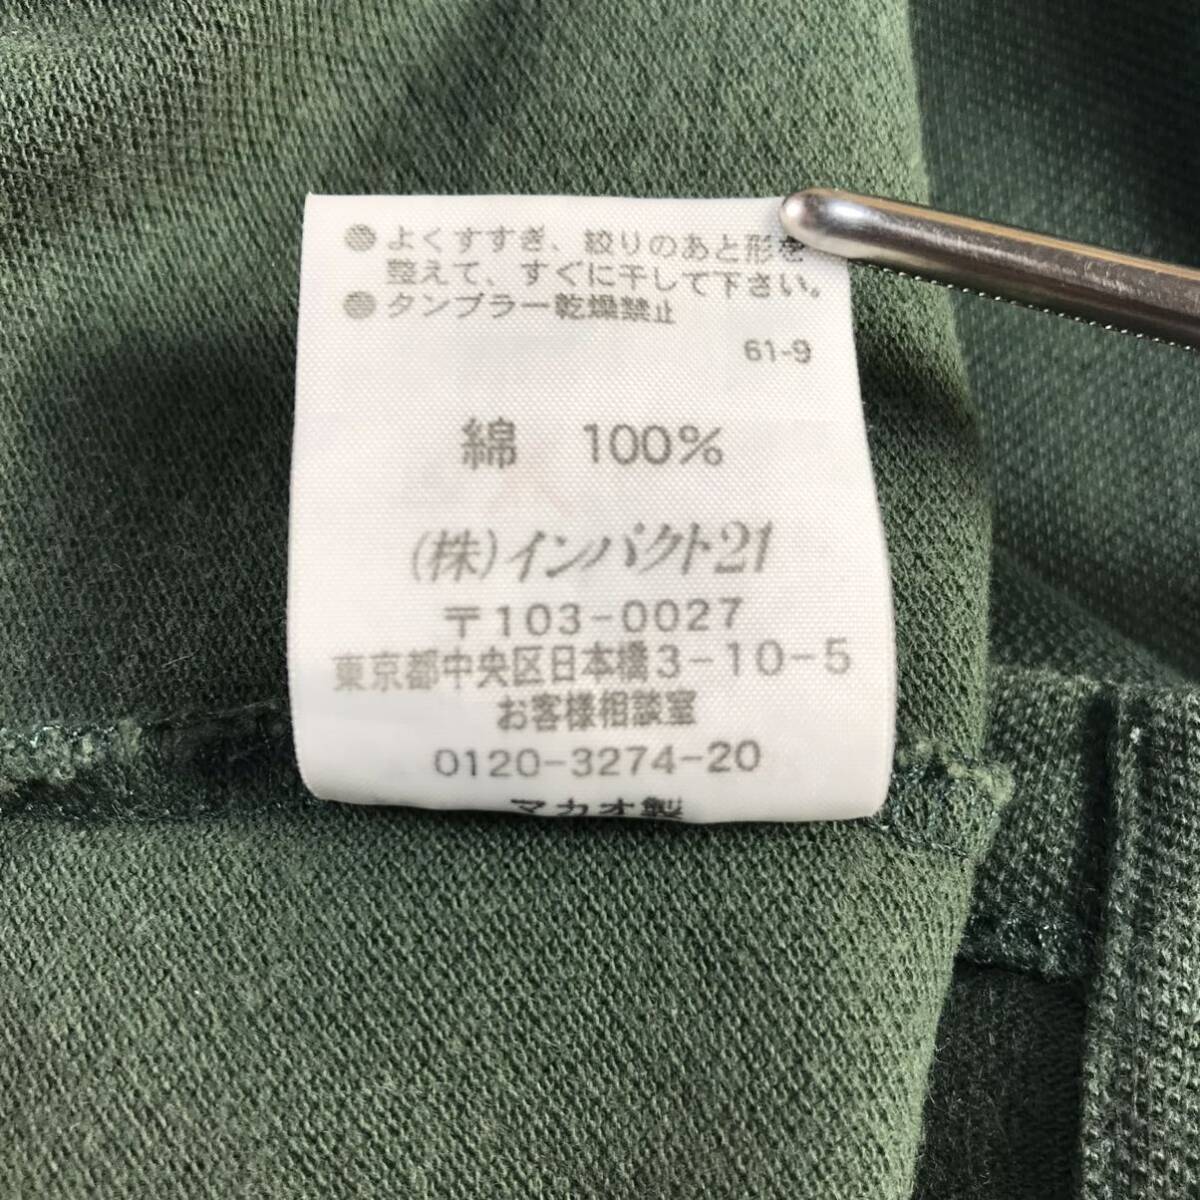 よくすすぎ、絞りのあと形を
整えて、すぐに干して下さい。
タンブラー乾燥禁止
61-9
綿 100%
(株)インパクト21
〒103-0027
東京都中央区日本橋3-10-5
お客様相談室
0120-3274-20
マカオ製